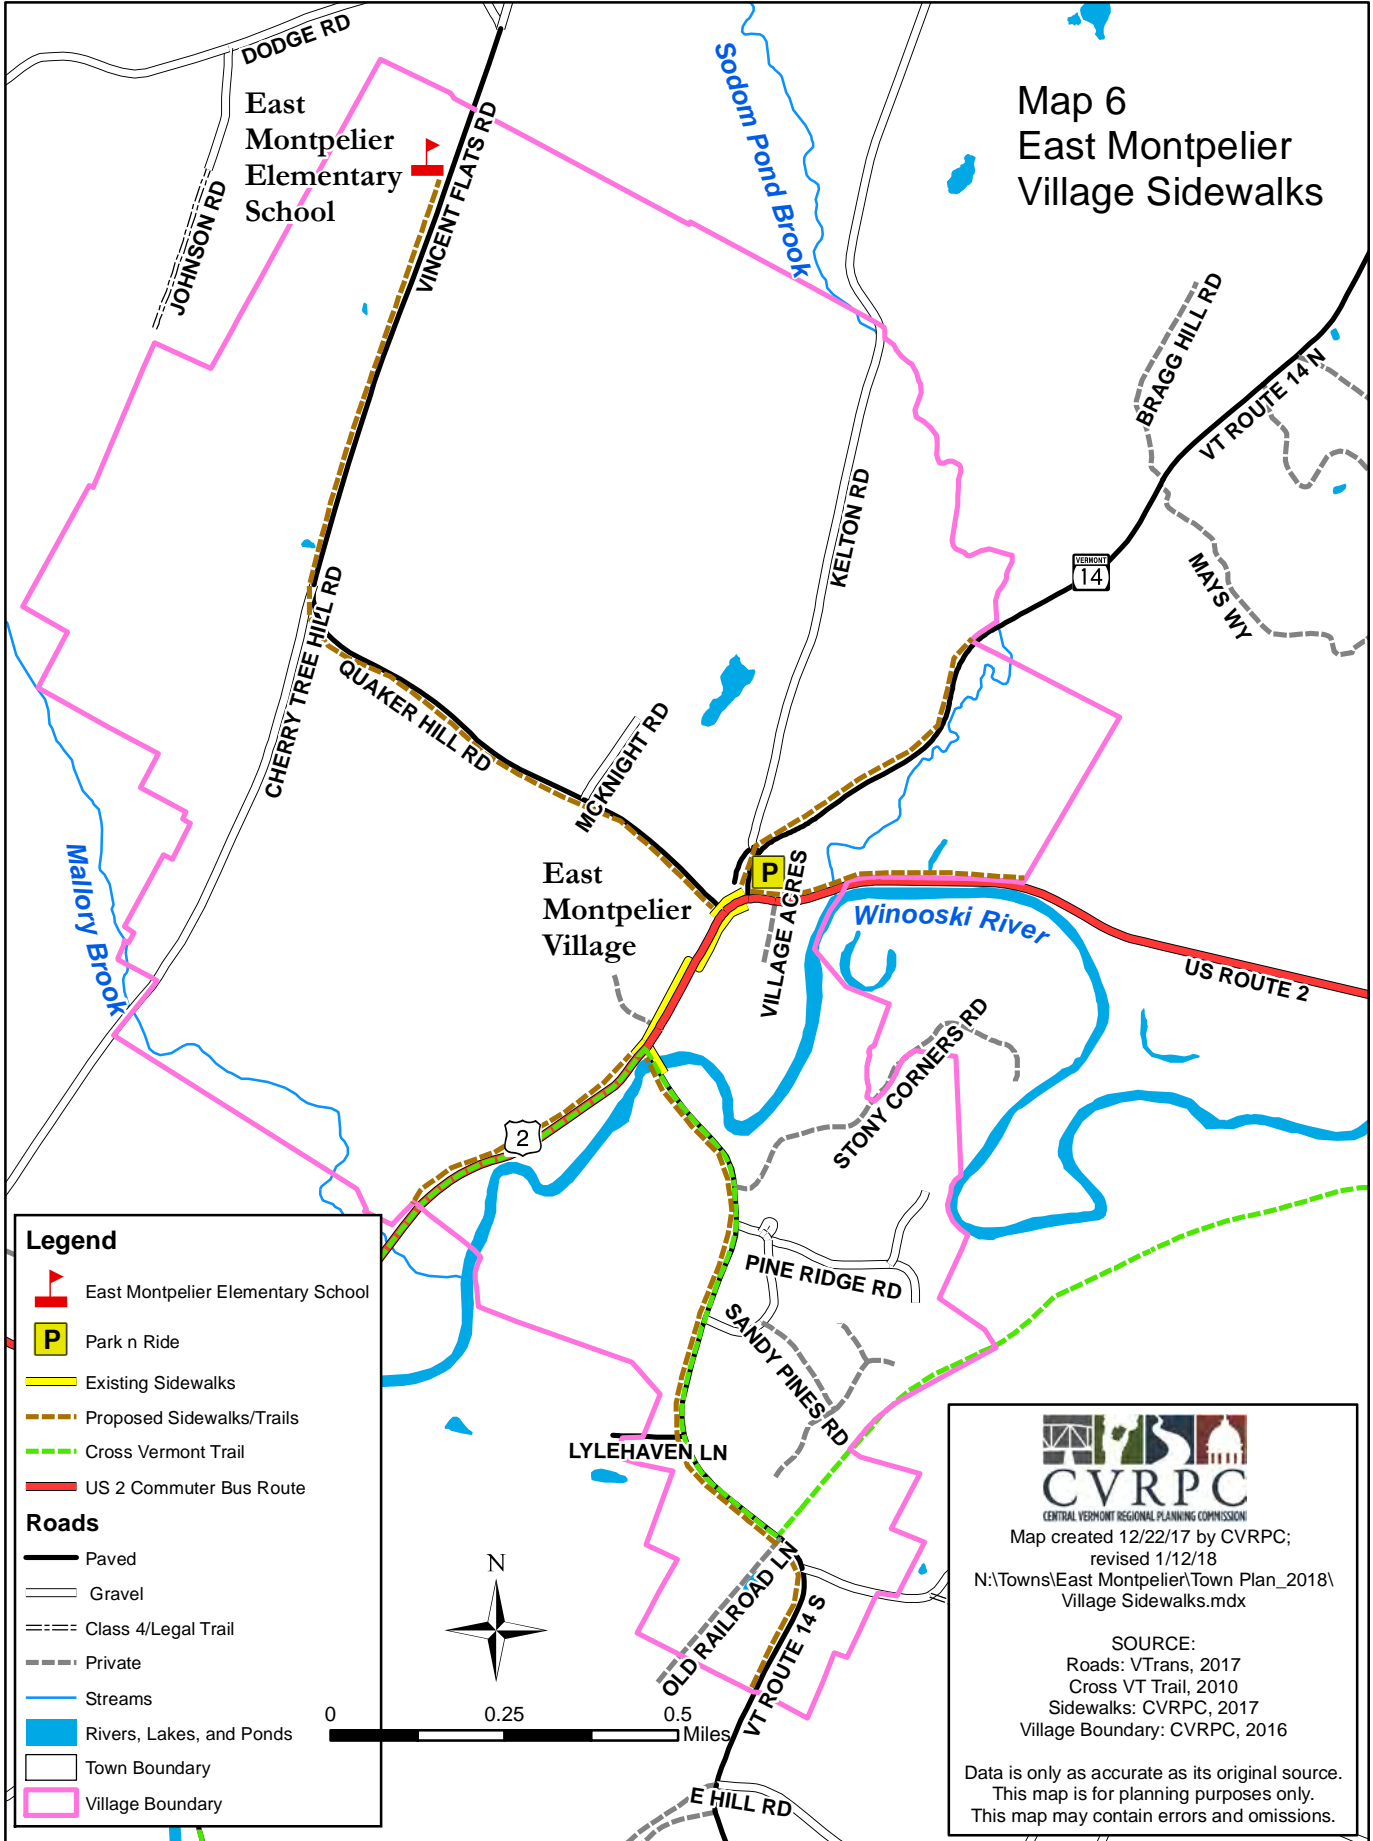 DODGE RD
East
Montpelier
Elementary
School
JOHNSON RD
VINCENT FLATS RD
Sodom Pond Brook
Map 6
East Montpelier
Village Sidewalks
BRAGG HILL RD
VT ROUTE 14 N
VERMONT
14
MAYS WY
KELTON RD
CHERRY TREE HILL RD
QUAKER HILL RD
MCKNIGHT RD
Mallory Brook
East
Montpelier
Village
P
VILLAGE ACRES
Winooski River
US ROUTE 2
STONY CORNERS RD
2
PINE RIDGE RD
SANDY PINES RD
LYLEHAVEN LN
OLD RAILROAD LN
VT ROUTE 14 S
E HILL RD
Legend
East Montpelier Elementary School
P
Park n Ride
Existing Sidewalks
Proposed Sidewalks/Trails
Cross Vermont Trail
US 2 Commuter Bus Route
Roads
Paved
Gravel
Class 4/Legal Trail
Private
Streams
Rivers, Lakes, and Ponds
Town Boundary
Village Boundary
N
0 0.25 0.5
Miles
CVRPC
CENTRAL VERMONT REGIONAL PLANNING COMMISSION
Map created 12/22/17 by CVRPC;
revised 1/12/18
N:\Towns\East Montpelier\Town Plan_2018\
Village Sidewalks.mdx
SOURCE:
Roads: VTrans, 2017
Cross VT Trail, 2010
Sidewalks: CVRPC, 2017
Village Boundary: CVRPC, 2016
Data is only as accurate as its original source.
This map is for planning purposes only.
This map may contain errors and omissions.